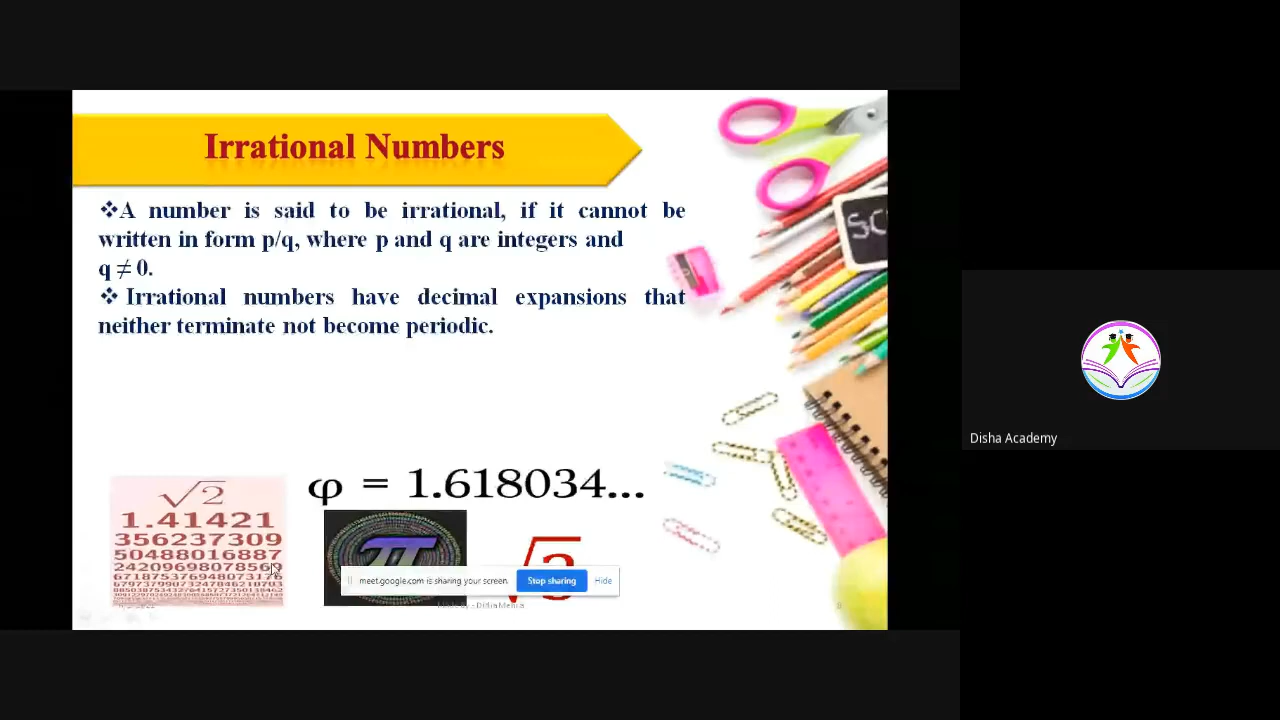 Irrational Numbers
❖A number is said to be irrational, if it cannot be
written in form p/q, where p and q are integers and
q ≠ 0.
❖ Irrational numbers have decimal expansions that
neither terminate not become periodic.
φ = 1.618034...
√2
1.41421
356237309
50488016887
π
meet.google.com is sharing your screen.
Stop sharing
Hide
Disha Academy